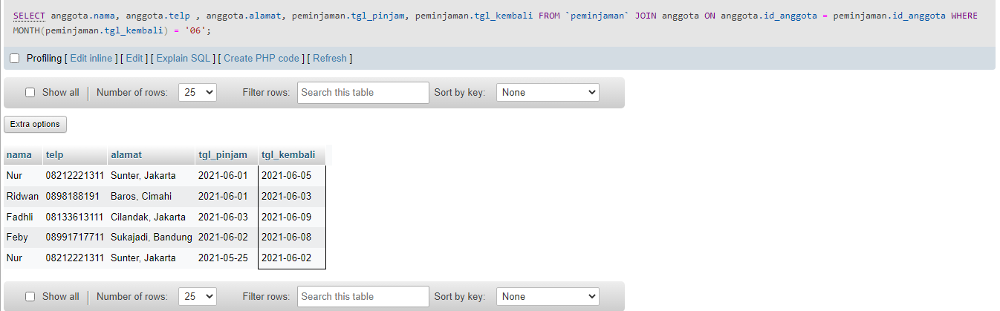 SELECT anggota.nama, anggota.telp , anggota.alamat, peminjaman.tgl_pinjam, peminjaman.tgl_kembali FROM `peminjaman` JOIN anggota ON anggota.id_anggota = peminjaman.id_anggota WHERE
MONTH(peminjaman.tgl_kembali) = '06';
Profiling [ Edit inline ] [ Edit ] [ Explain SQL ] [ Create PHP code ] [ Refresh ]
Show all | Number of rows: 25 Filter rows: Search this table Sort by key: None
Extra options
nama telp alamat tgl_pinjam tgl_kembali
Nur 08212221311 Sunter, Jakarta 2021-06-01 2021-06-05
Ridwan 0898188191 Baros, Cimahi 2021-06-01 2021-06-03
Fadhli 08133613111 Cilandak, Jakarta 2021-06-03 2021-06-09
Feby 08991717711 Sukajadi, Bandung 2021-06-02 2021-06-08
Nur 08212221311 Sunter, Jakarta 2021-05-25 2021-06-02
Show all | Number of rows: 25 Filter rows: Search this table Sort by key: None